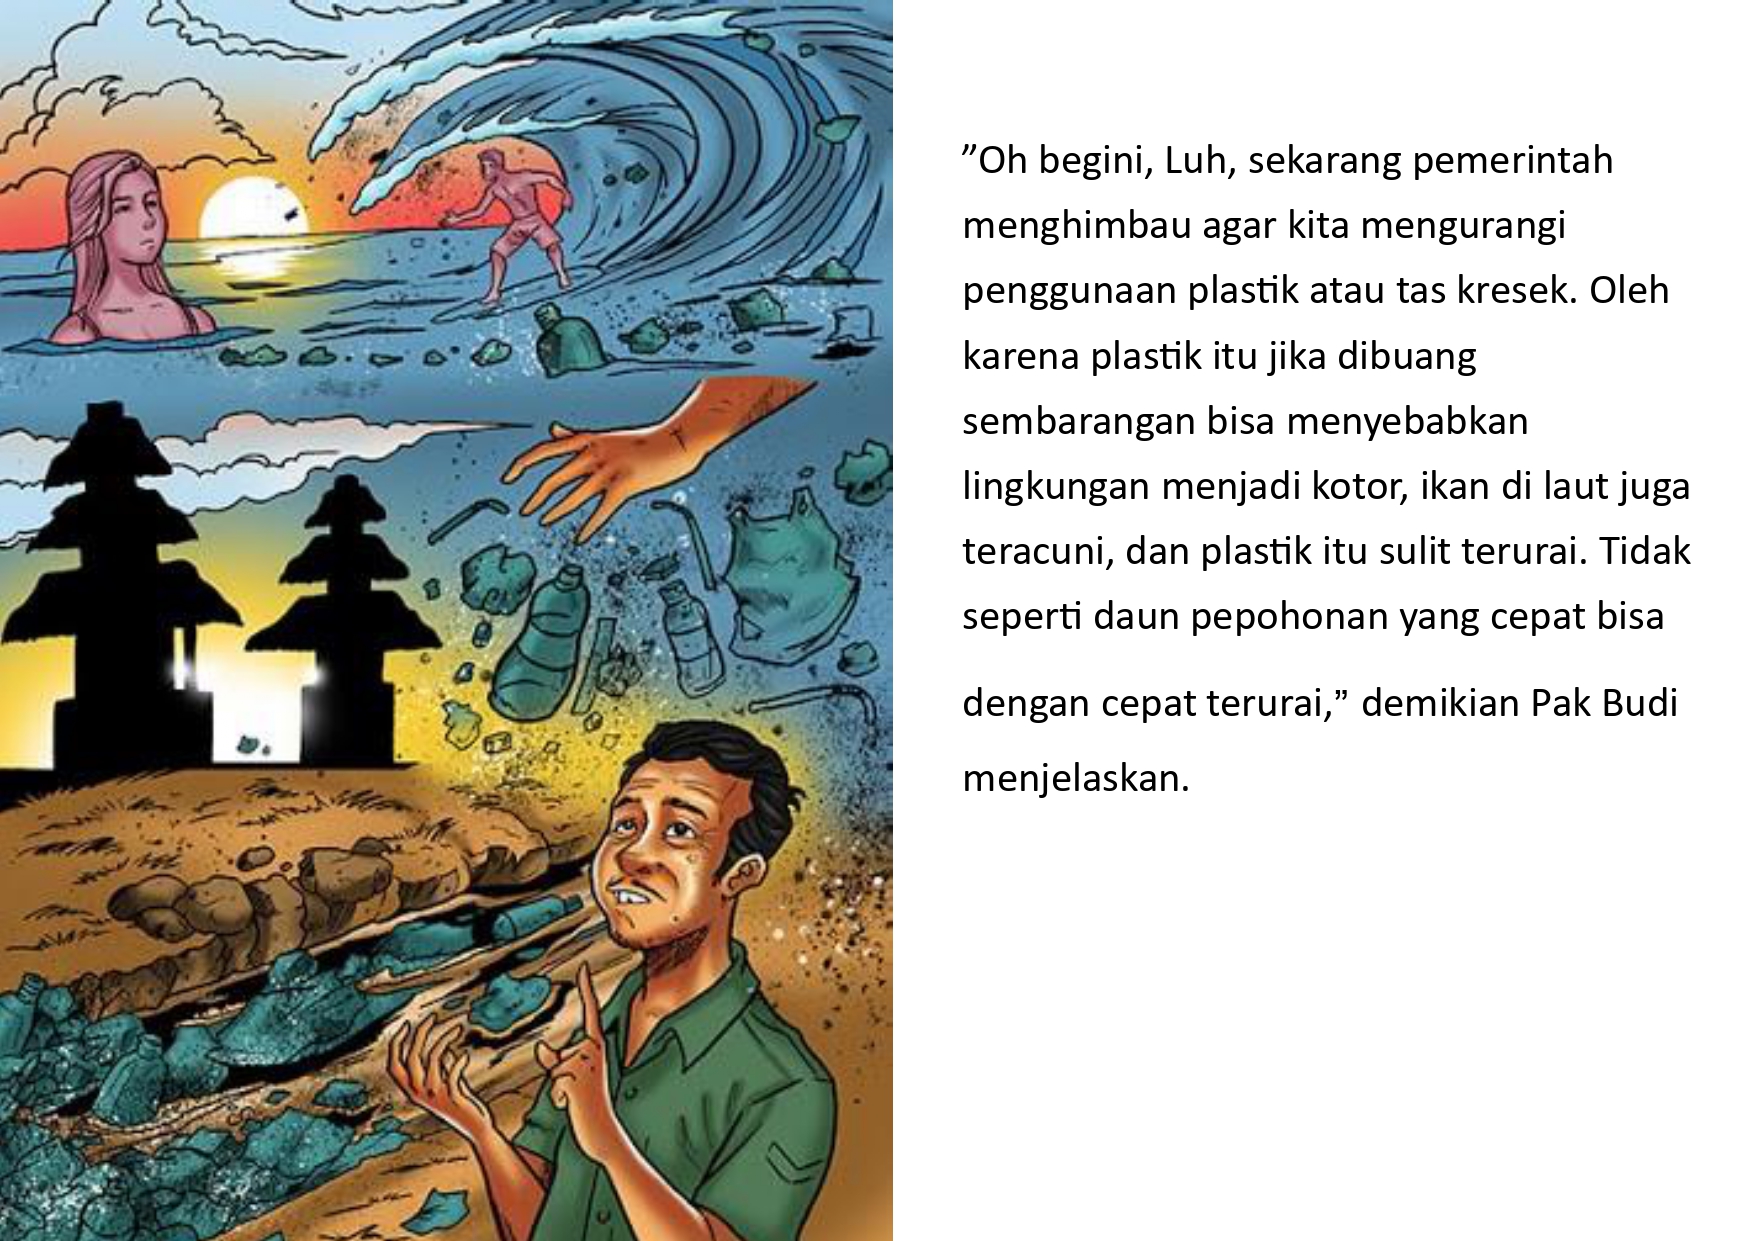 ”Oh begini, Luh, sekarang pemerintah
menghimbau agar kita mengurangi
penggunaan plastik atau tas kresek. Oleh
karena plastik itu jika dibuang
sembarangan bisa menyebabkan
lingkungan menjadi kotor, ikan di laut juga
teracuni, dan plastik itu sulit terurai. Tidak
seperti daun pepohonan yang cepat bisa
dengan cepat terurai,” demikian Pak Budi
menjelaskan.